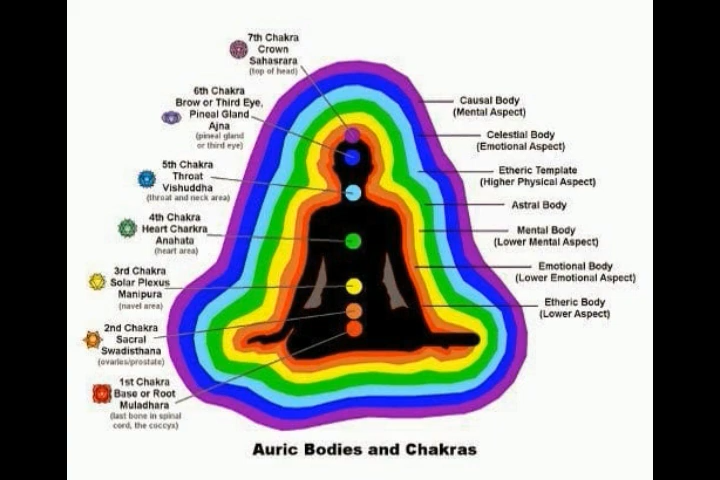 7th Chakra
Crown
Sahasrara
(top of head)
6th Chakra
Brow or Third Eye,
Pineal Gland
Ajna
(pineal gland
or third eye)
5th Chakra
Throat
Vishuddha
(throat and neck area)
4th Chakra
Heart Charkra
Anahata
(heart area)
3rd Chakra
Solar Plexus
Manipura
(navel area)
2nd Chakra
Sacral
Swadisthana
(ovaries/prostate)
1st Chakra
Base or Root
Muladhara
(last bone in spinal
cord, the coccyx)
Causal Body
(Mental Aspect)
Celestial Body
(Emotional Aspect)
Etheric Template
(Higher Physical Aspect)
Astral Body
Mental Body
(Lower Mental Aspect)
Emotional Body
(Lower Emotional Aspect)
Etheric Body
(Lower Aspect)
Auric Bodies and Chakras